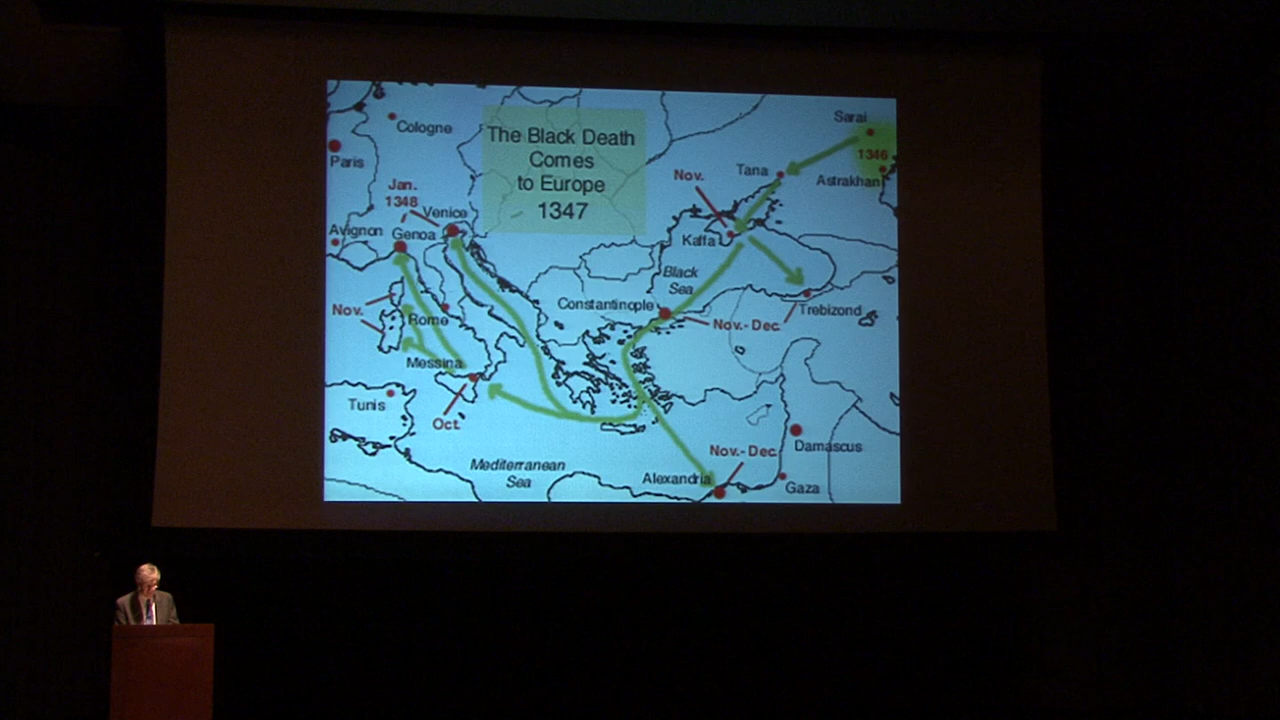 The Black Death
Comes
to Europe
1347
Cologne
Paris
Jan.
1348
Venice
Avignon
Genoa
Nov.
Rome
Messina
Tunis
Oct.
Mediterranean
Sea
Sarai
1346
Astrakhan
Tana
Nov.
Kaffa
Black
Sea
Constantinople
Nov.-Dec.
Trebizond
Nov.-Dec.
Damascus
Alexandria
Gaza